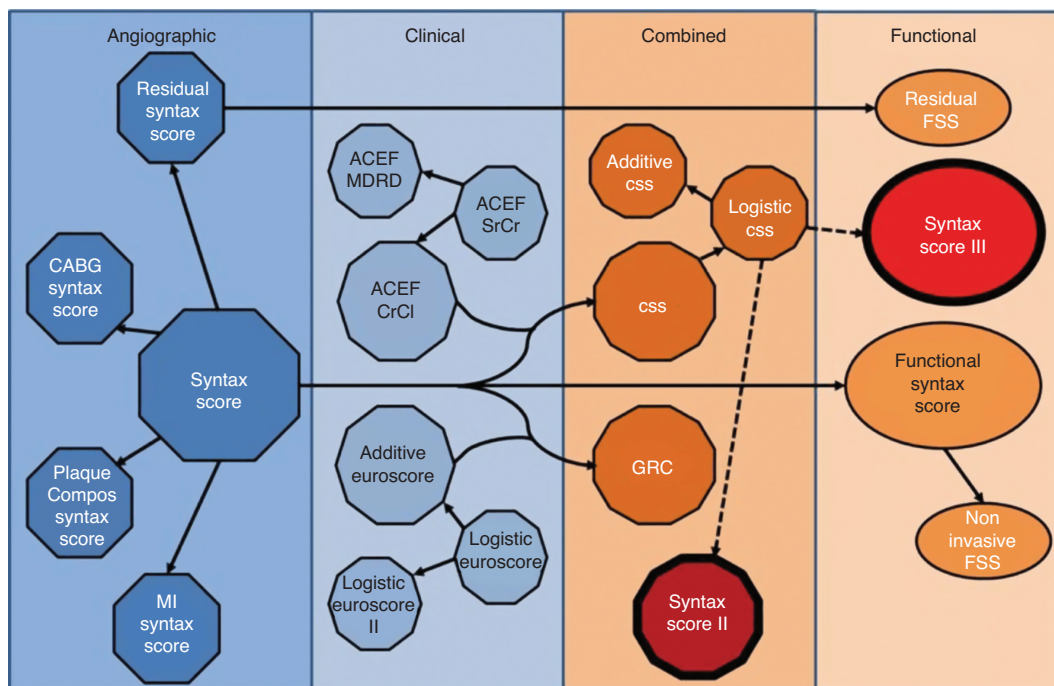 Angiographic
Clinical
Combined
Functional
Residual
syntax
score
CABG
syntax
score
Syntax
score
Plaque
Compos
syntax
score
MI
syntax
score
ACEF
MDRD
ACEF
SrCr
ACEF
CrCl
Additive
euroscore
Logistic
euroscore
Logistic
euroscore
II
Additive
css
Logistic
css
css
GRC
Syntax
score II
Residual
FSS
Syntax
score III
Functional
syntax
score
Non
invasive
FSS